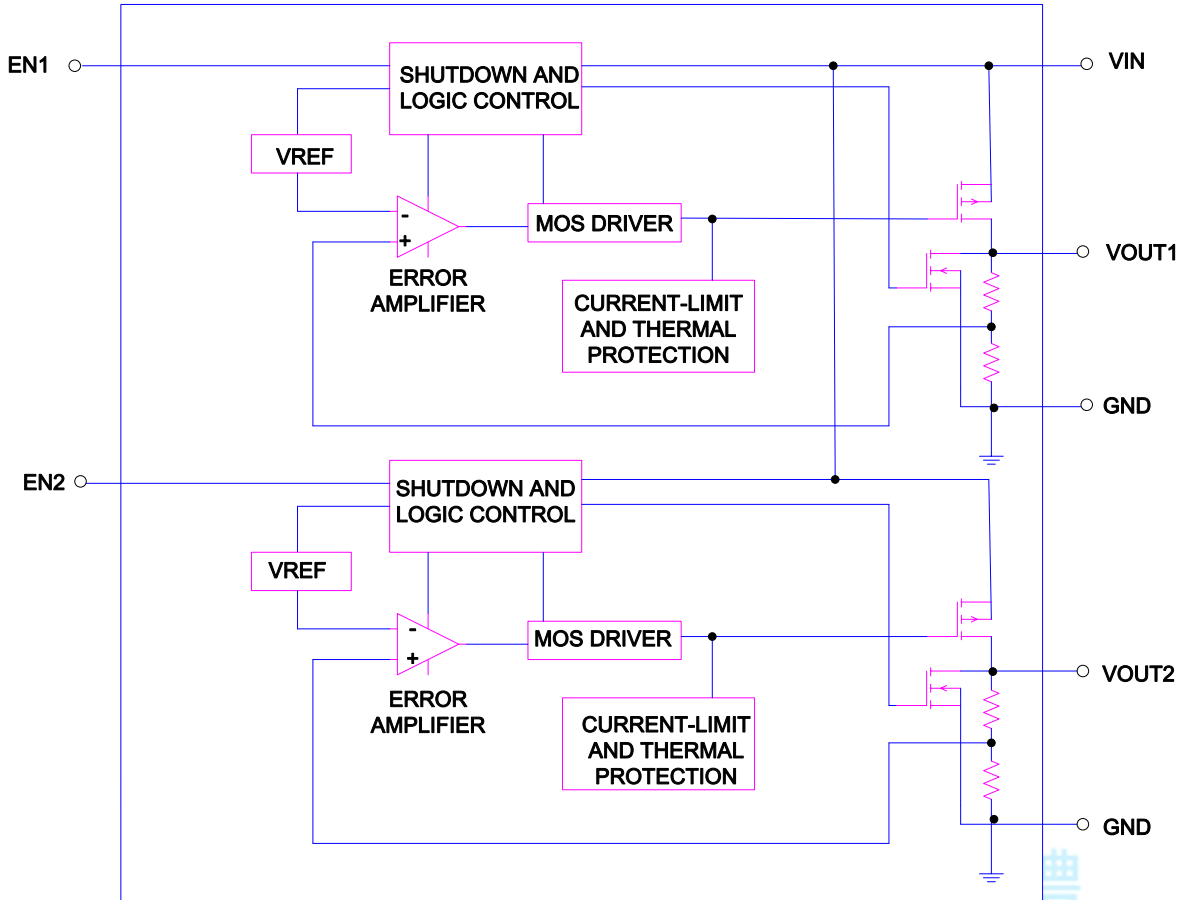 EN1
VIN
SHUTDOWN AND
LOGIC CONTROL
VREF
-
+
MOS DRIVER
ERROR
AMPLIFIER
CURRENT-LIMIT
AND THERMAL
PROTECTION
VOUT1
GND
EN2
SHUTDOWN AND
LOGIC CONTROL
VREF
-
+
MOS DRIVER
ERROR
AMPLIFIER
CURRENT-LIMIT
AND THERMAL
PROTECTION
VOUT2
GND